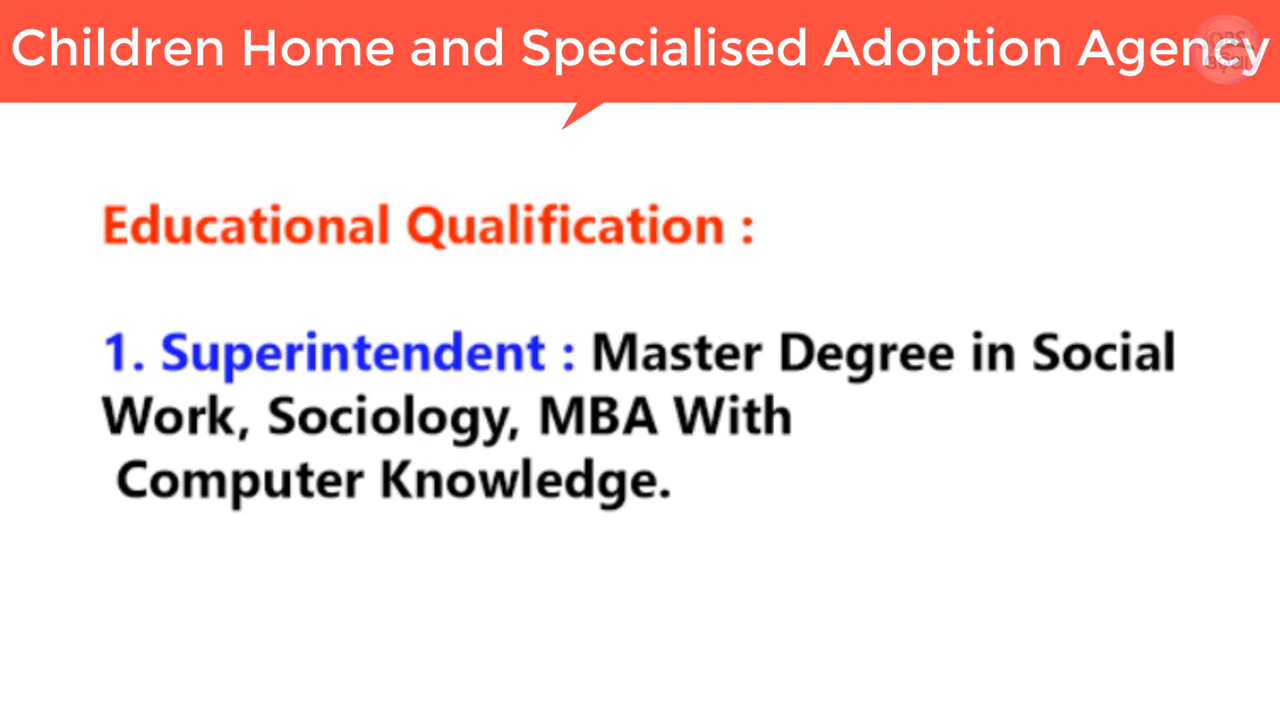 Children Home and Specialised Adoption Agency
Educational Qualification :
1. Superintendent : Master Degree in Social
Work, Sociology, MBA With
Computer Knowledge.